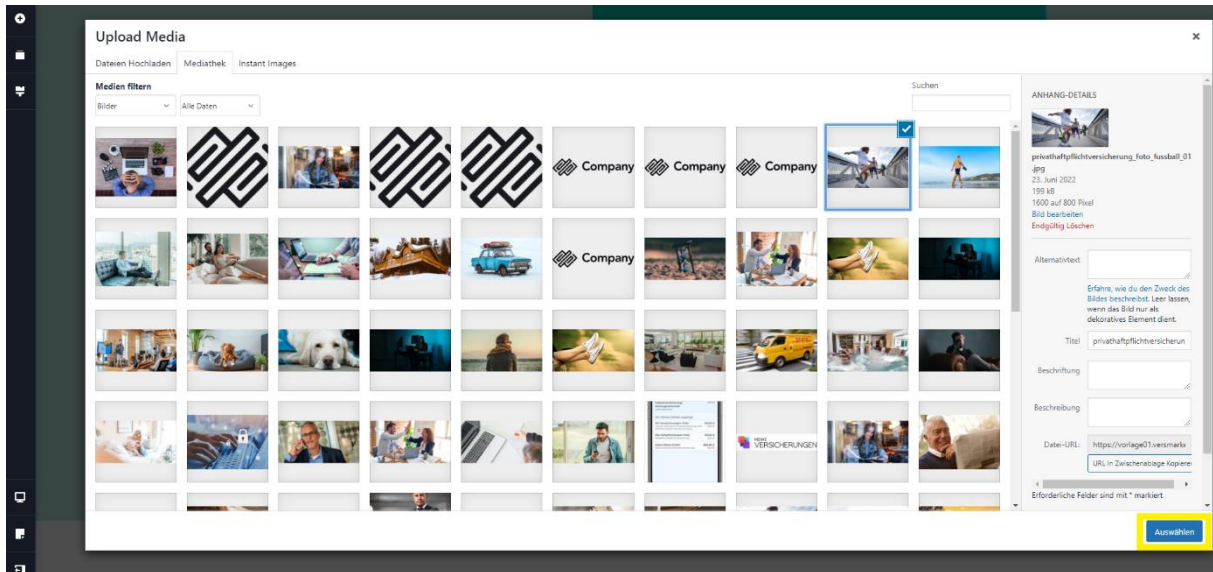 Upload Media
Dateien Hochladen Mediathek Instant Images
Medien filtern
Bilder
Alle Daten
Suchen
Company
Company
Company
Company
VERSICHERUNGEN
ANHANG-DETAILS
privathaftpflichtversicherung_foto_fussball_01
.jpg
23. Juni 2022
199 kB
1600 auf 800 Pixel
Bild bearbeiten
Endgültig Löschen
Alternativtext
Erfahre, wie du den Zweck des
Bildes beschreibst. Leer lassen,
wenn das Bild nur als
dekoratives Element dient.
Titel
privathaftpflichtversicherun
Beschriftung
Beschreibung
Datei-URL:
https://vorlage01.versmarke
URL in Zwischenablage Kopieren
Erforderliche Felder sind mit * markiert
Auswählen